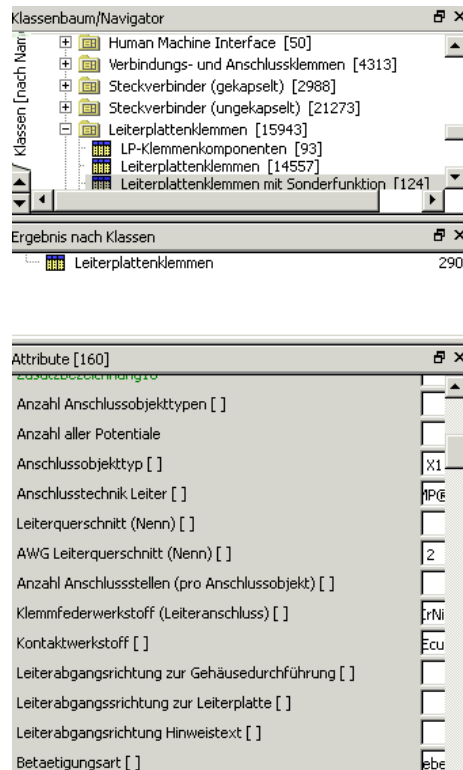 Klassenbaum/Navigator
Klassen [nach Nam
Human Machine Interface [50]
Verbindungs- und Anschlussklemmen [4313]
Steckverbinder (gekapselt) [2988]
Steckverbinder (ungekapselt) [21273]
Leiterplattenklemmen [15943]
LP-Klemmenkomponenten [93]
Leiterplattenklemmen [14557]
Leiterplattenklemmen mit Sonderfunktion [124]
Ergebnis nach Klassen
Leiterplattenklemmen 290
Attribute [160]
Anzahl Anschlussobjekttypen [ ]
Anzahl aller Potentiale
Anschlussobjekttyp [ ] X1
Anschlusstechnik Leiter [ ] MP@
Leiterquerschnitt (Nenn) [ ]
AWG Leiterquerschnitt (Nenn) [ ] 2
Anzahl Anschlussstellen (pro Anschlussobjekt) [ ]
Klemmfederwerkstoff (Leiteranschluss) [ ] rNi
Kontaktwerkstoff [ ] Ecu
Leiterabgangsrichtung zur Gehäusedurchführung [ ]
Leiterabgangssrichtung zur Leiterplatte [ ]
Leiterabgangsrichtung Hinweistext [ ]
Betaetigungsart [ ] ebe